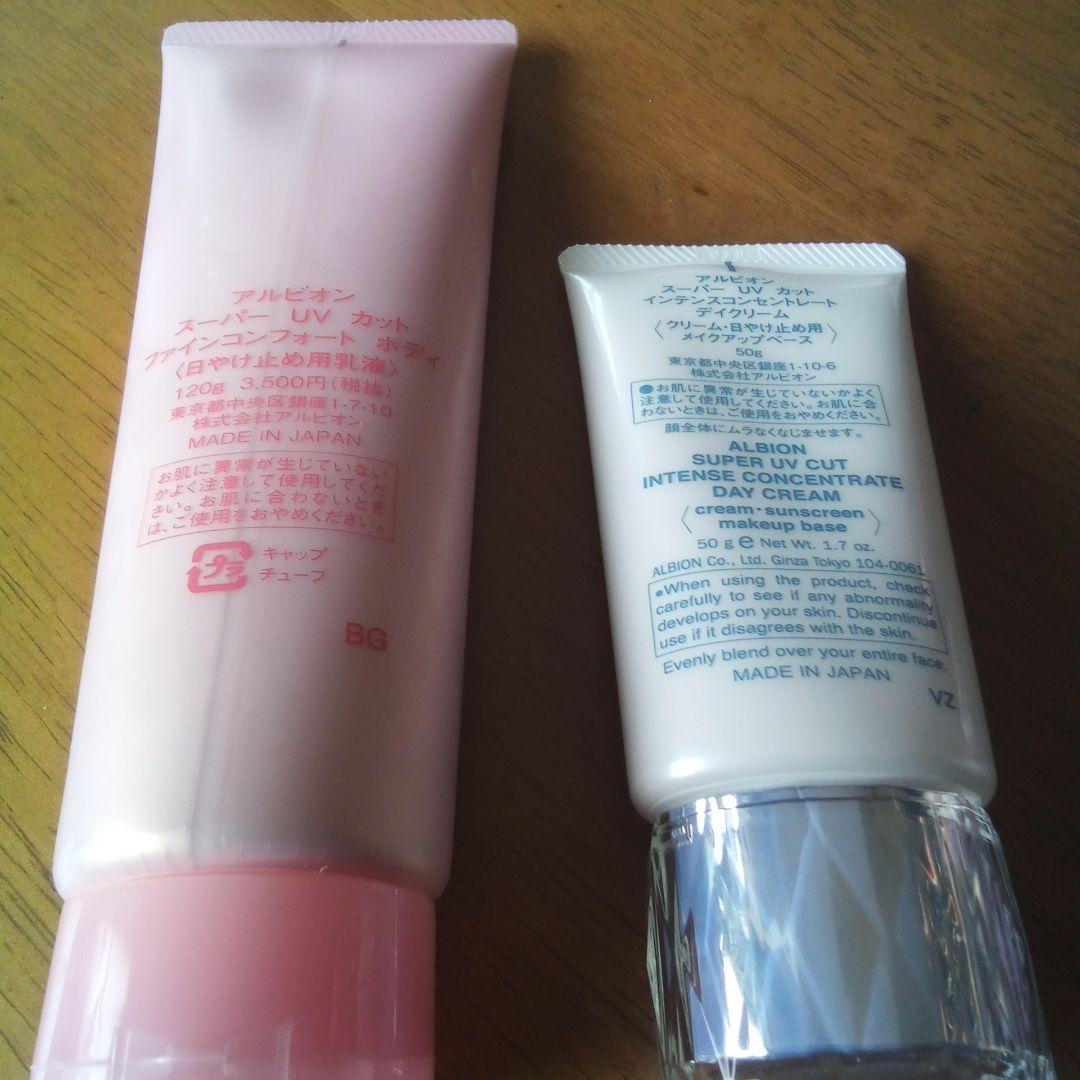 アルビオン
スーパー UV カット
ファインコンフォート ボディ
〈日やけ止め用乳液〉
120g 3,500円(税抜)
東京都中央区銀座1-7-10
株式会社アルビオン
MADE IN JAPAN
お肌に異常が生じていない
かよく注意して使用してくだ
さい。お肌に合わないときは
、ご使用をおやめください。
プラ
キャップ
チューブ
BG
アルビオン
スーパー UV カット
インテンスコンセントレート
デイクリーム
〈クリーム・日やけ止め用
メイクアップベース〉
50g
東京都中央区銀座1-10-6
株式会社アルビオン
●お肌に異常が生じていないかよく
注意して使用してください。お肌に合
わないときは、ご使用をおやめください。
顔全体にムラなくなじませます。
ALBION
SUPER UV CUT
INTENSE CONCENTRATE
DAY CREAM
〈cream・sunscreen
makeup base〉
50 g e Net Wt. 1.7 oz.
ALBION Co., Ltd. Ginza Tokyo 104-0061
●When using the product, check
carefully to see if any abnormality
develops on your skin. Discontinue
use if it disagrees with the skin.
Evenly blend over your entire face.
MADE IN JAPAN
VZ